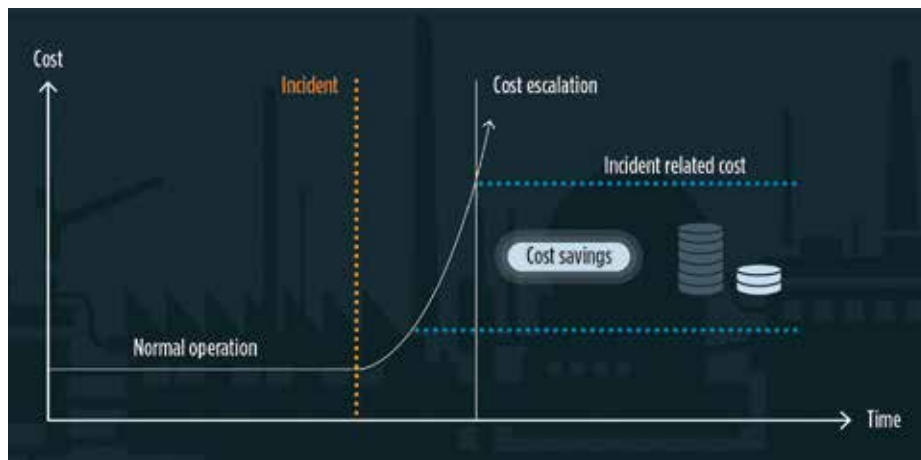 Cost
Incident
Cost escalation
Incident related cost
Cost savings
Normal operation
Time